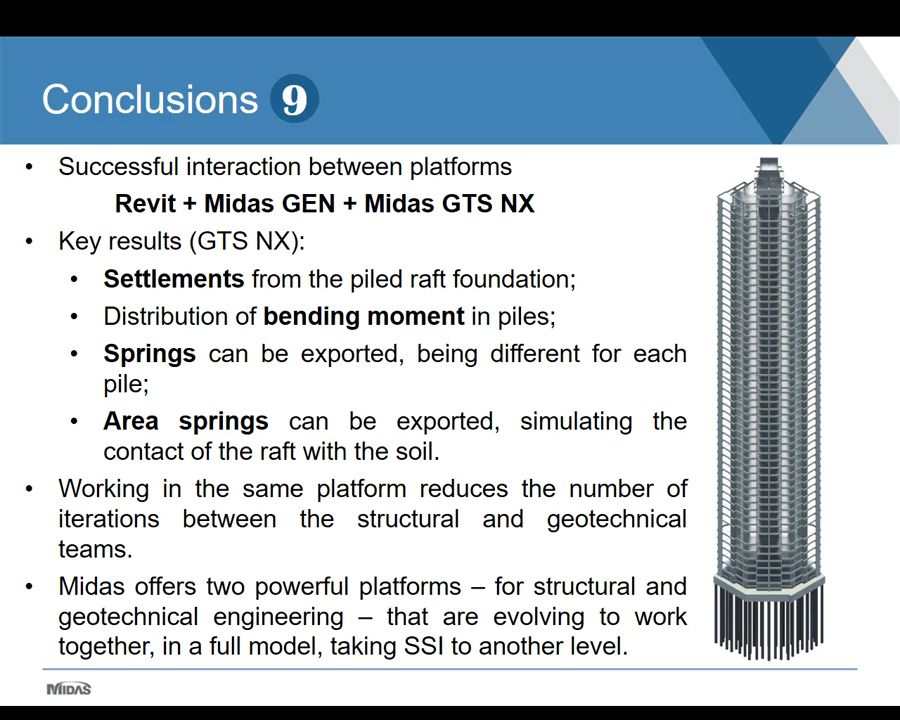 Conclusions 9
• Successful interaction between platforms
Revit + Midas GEN + Midas GTS NX
• Key results (GTS NX):
• Settlements from the piled raft foundation;
• Distribution of bending moment in piles;
• Springs can be exported, being different for each
pile;
• Area springs can be exported, simulating the
contact of the raft with the soil.
• Working in the same platform reduces the number of
iterations between the structural and geotechnical
teams.
• Midas offers two powerful platforms – for structural and
geotechnical engineering – that are evolving to work
together, in a full model, taking SSI to another level.
MIDAS